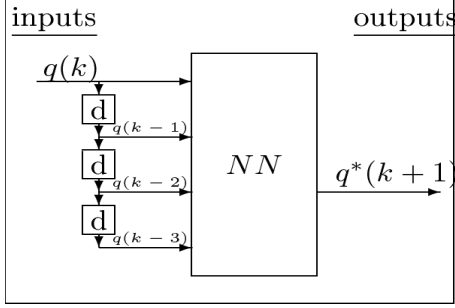 inputs outputs
q(k)
d
q(k − 1)
d
NN
q(k − 2)
q*(k + 1)
d
q(k − 3)